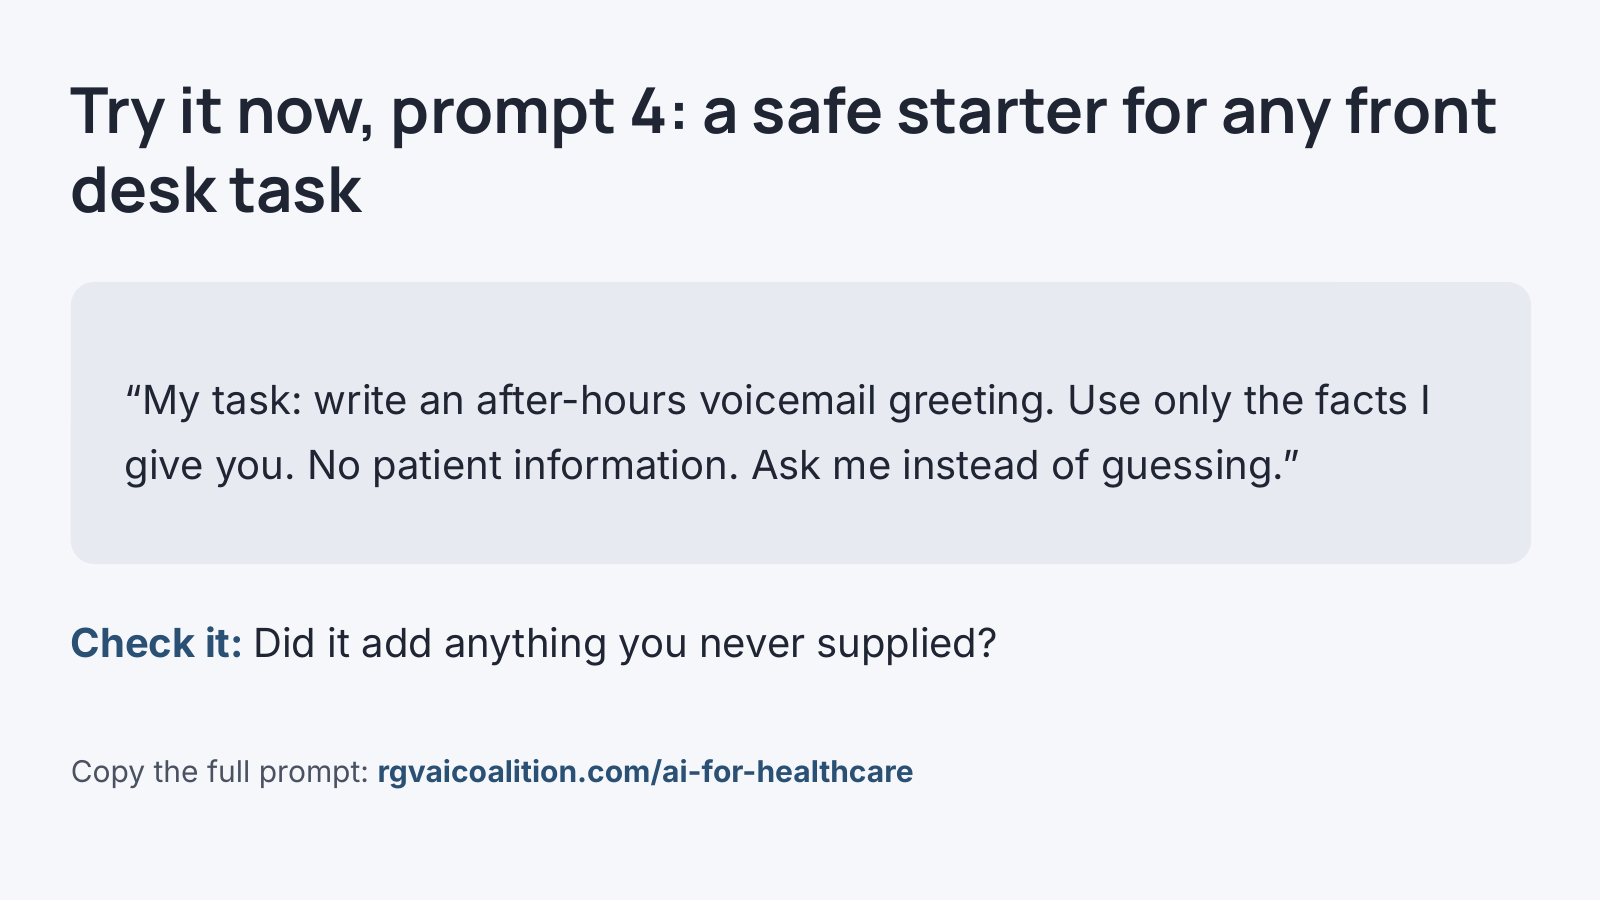 Try it now, prompt 4: a safe starter for any front
desk task
“My task: write an after-hours voicemail greeting. Use only the facts I
give you. No patient information. Ask me instead of guessing.”
Check it: Did it add anything you never supplied?
Copy the full prompt: rgvaicoalition.com/ai-for-healthcare